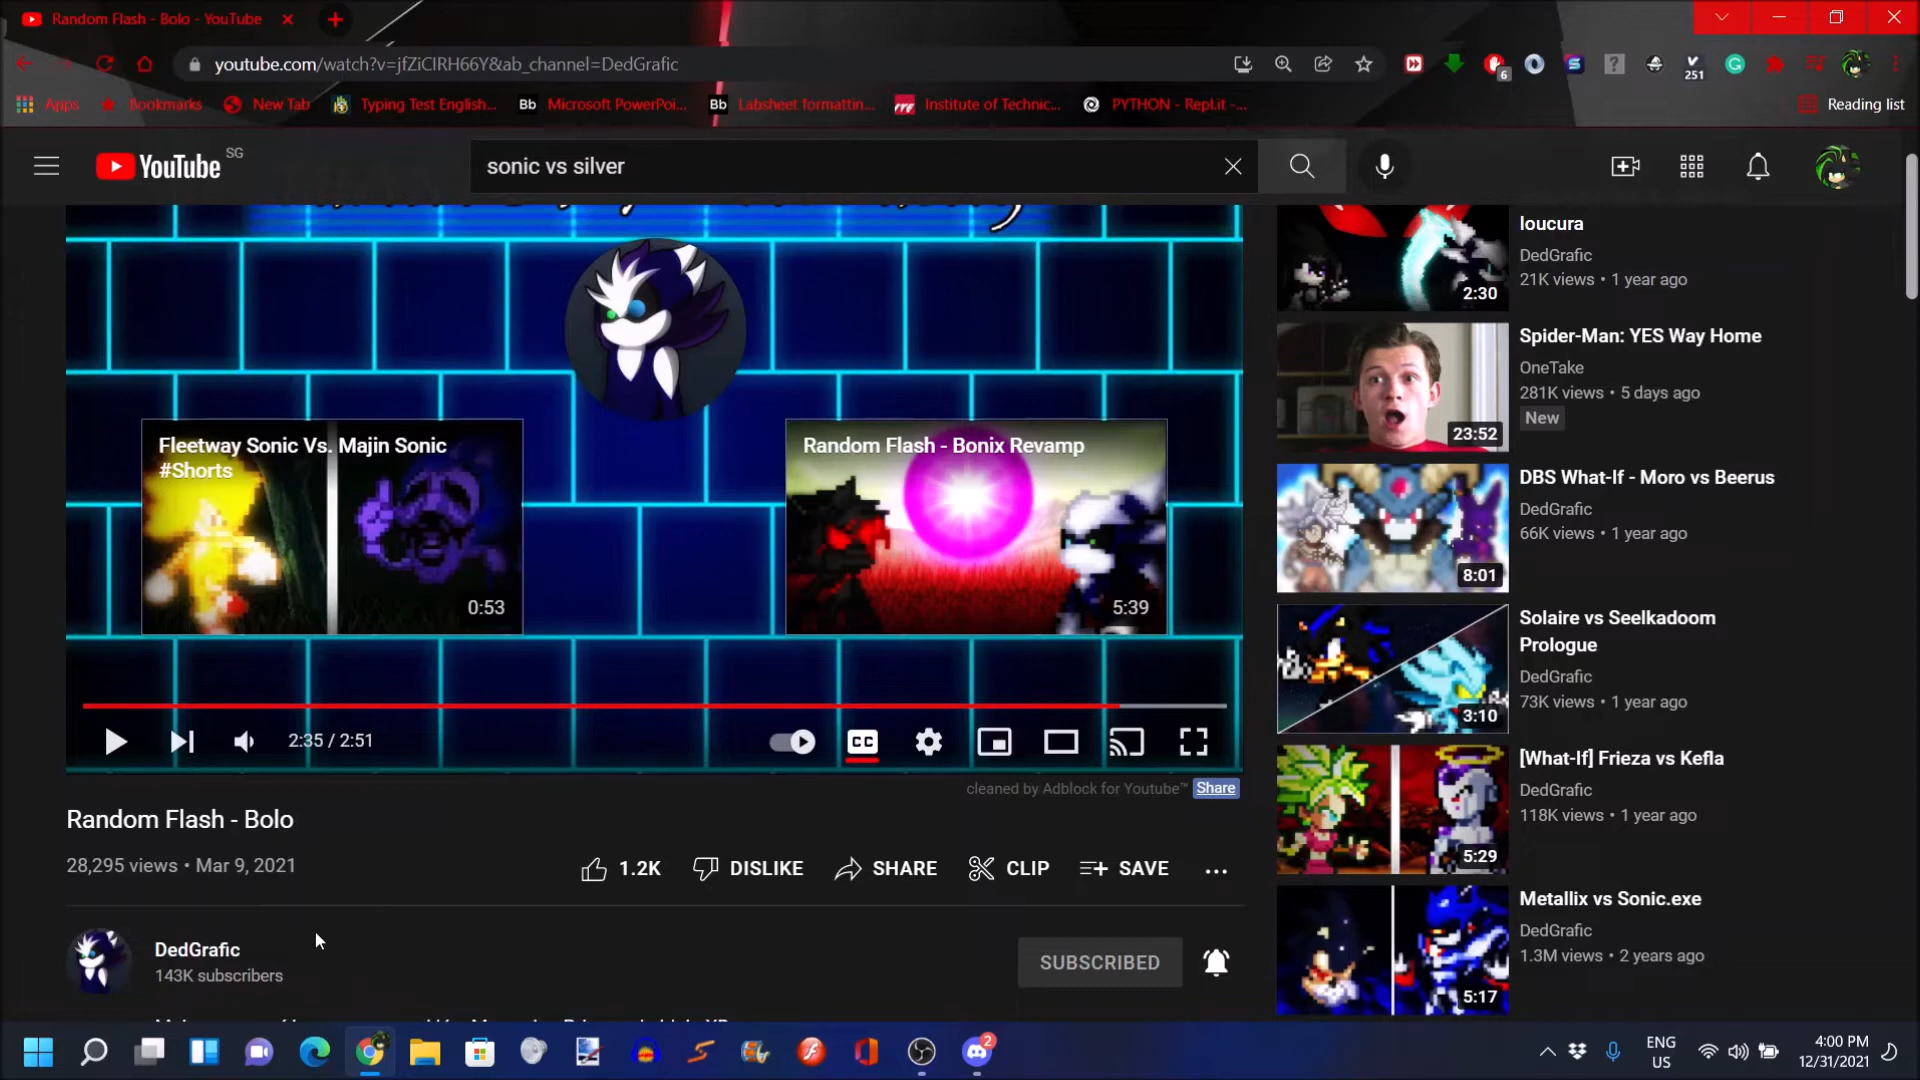 Random Flash - Bolo - YouTube
youtube.com/watch?v=jfZiCIRH66Y&ab_channel=DedGrafic
6
251
Apps
Bookmarks
New Tab
Typing Test English...
Bb
Microsoft PowerPoi...
Bb
Labsheet formattin...
Institute of Technic...
PYTHON - Repl.it -...
Reading list
YouTube
SG
sonic vs silver
Fleetway Sonic Vs. Majin Sonic
#Shorts
0:53
Random Flash - Bonix Revamp
5:39
2:35 / 2:51
CC
cleaned by Adblock for Youtube™ Share
Random Flash - Bolo
28,295 views • Mar 9, 2021
1.2K
DISLIKE
SHARE
CLIP
SAVE
DedGrafic
143K subscribers
SUBSCRIBED
loucura
DedGrafic
21K views • 1 year ago
2:30
Spider-Man: YES Way Home
OneTake
281K views • 5 days ago
New
23:52
DBS What-If - Moro vs Beerus
DedGrafic
66K views • 1 year ago
8:01
Solaire vs Seelkadoom
Prologue
DedGrafic
73K views • 1 year ago
3:10
[What-If] Frieza vs Kefla
DedGrafic
118K views • 1 year ago
5:29
Metallix vs Sonic.exe
DedGrafic
1.3M views • 2 years ago
5:17
2
ENG
US
4:00 PM
12/31/2021